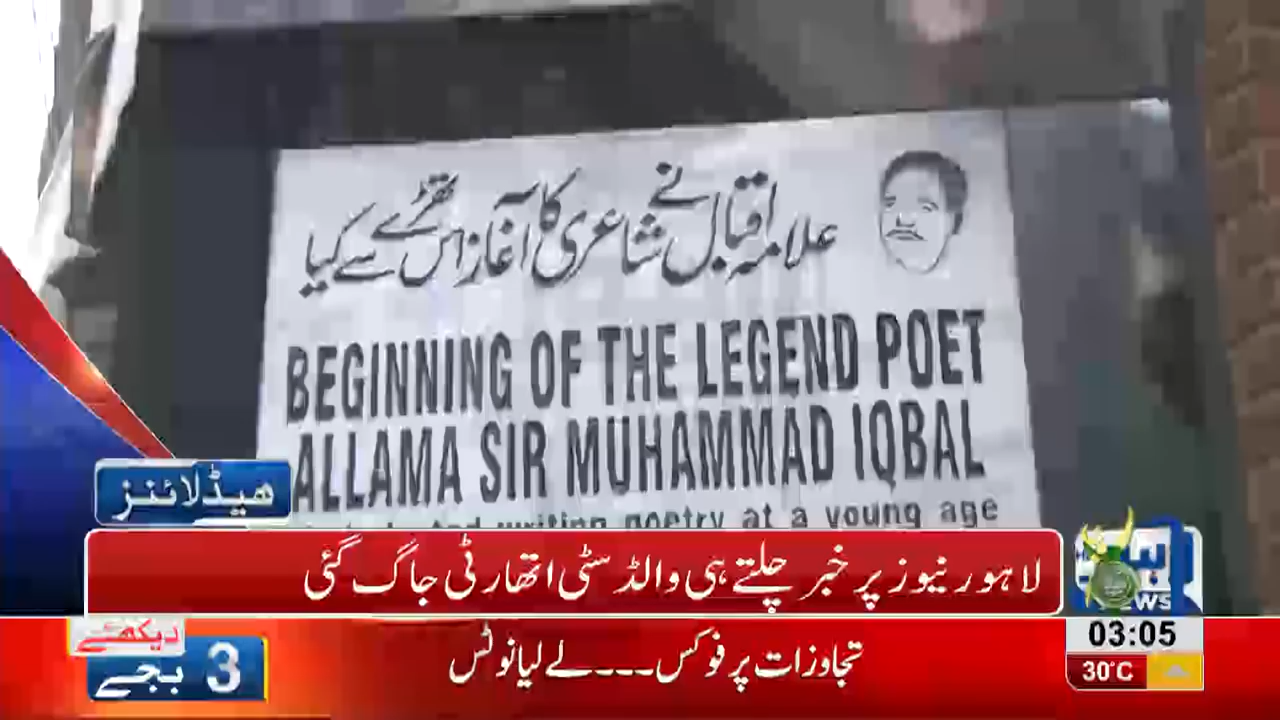 علامہ اقبال نے شاعری کا آغاز اس تھڑے سے کیا
BEGINNING OF THE LEGEND POET
ALLAMA SIR MUHAMMAD IQBAL
writing poetry at a young age
ہیڈلائنز
لاہور نیوز پر خبر چلتے ہی والڈ سٹی اتھارٹی جاگ گئی
NEWS
03:05
30°C
دیکھئے
3 بجے
تجاوزات پر فوکس۔۔۔لے لیا نوٹس